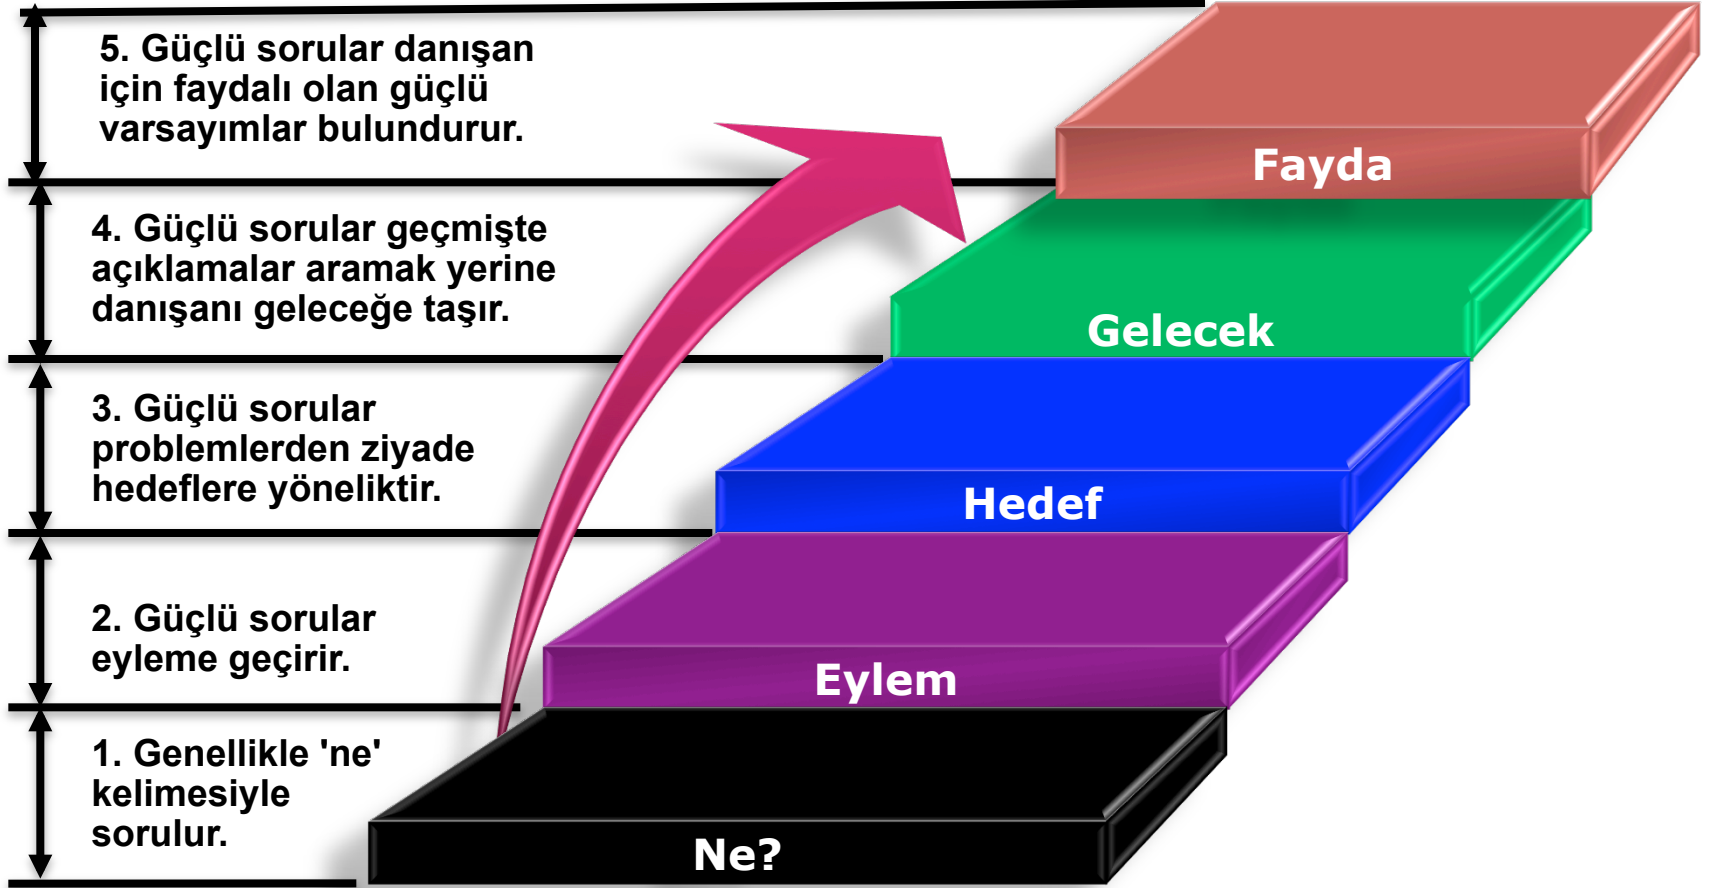 5. Güçlü sorular danışan
için faydalı olan güçlü
varsayımlar bulundurur.
Fayda
4. Güçlü sorular geçmişte
açıklamalar aramak yerine
danışanı geleceğe taşır.
Gelecek
3. Güçlü sorular
problemlerden ziyade
hedeflere yöneliktir.
Hedef
2. Güçlü sorular
eyleme geçirir.
Eylem
1. Genellikle 'ne'
kelimesiyle
sorulur.
Ne?